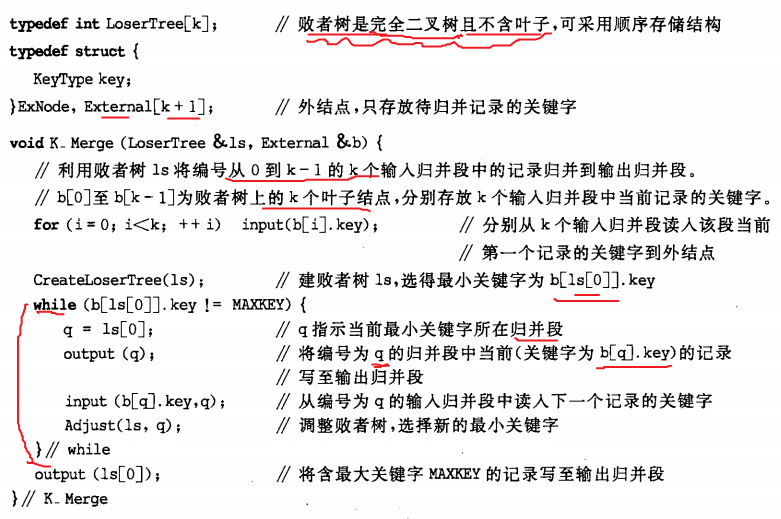 typedef int LoserTree[k]; // 败者树是完全二叉树且不含叶子,可采用顺序存储结构
typedef struct {
KeyType key;
}ExNode, External[k+1]; // 外结点,只存放待归并记录的关键字
void K_Merge (LoserTree &ls, External &b) {
// 利用败者树 ls 将编号从 0 到 k-1 的 k 个输入归并段中的记录归并到输出归并段。
// b[0]至 b[k-1]为败者树上的 k 个叶子结点,分别存放 k 个输入归并段中当前记录的关键字。
for (i=0; i<k; ++i) input(b[i].key); // 分别从 k 个输入归并段读入该段当前
// 第一个记录的关键字到外结点
CreateLoserTree(ls); // 建败者树 ls,选得最小关键字为 b[ls[0]].key
while (b[ls[0]].key != MAXKEY) {
q = ls[0]; // q 指示当前最小关键字所在归并段
output (q); // 将编号为 q 的归并段中当前(关键字为 b[q].key)的记录
// 写至输出归并段
input (b[q].key,q); // 从编号为 q 的输入归并段中读入下一个记录的关键字
Adjust(ls, q); // 调整败者树,选择新的最小关键字
}// while
output (ls[0]); // 将含最大关键字 MAXKEY 的记录写至输出归并段
}// K_Merge